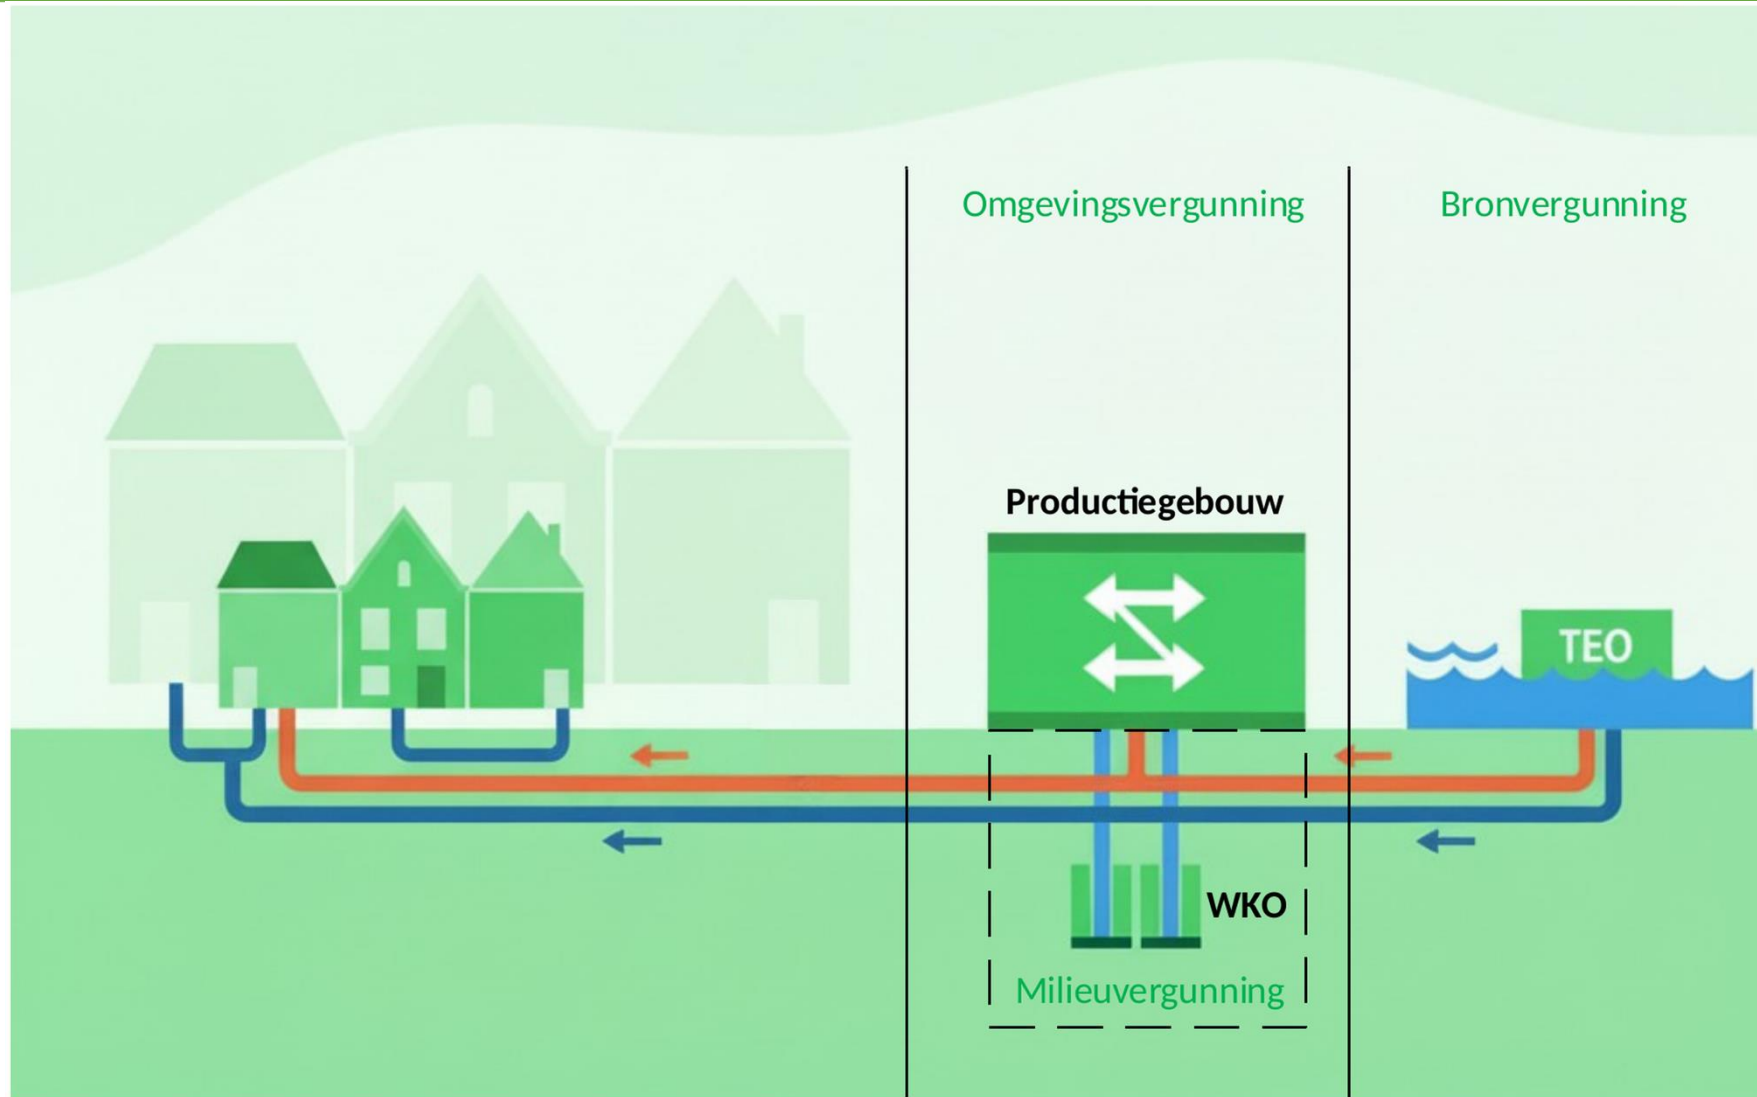 Omgevingsvergunning
Bronvergunning
Productiegebouw
TEO
WKO
Milieuvergunning